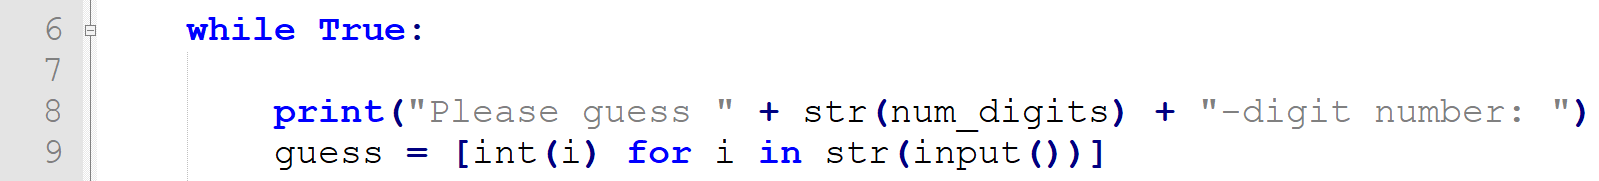 6 while True:
7
8 print("Please guess " + str(num_digits) + "-digit number: ")
9 guess = [int(i) for i in str(input())]